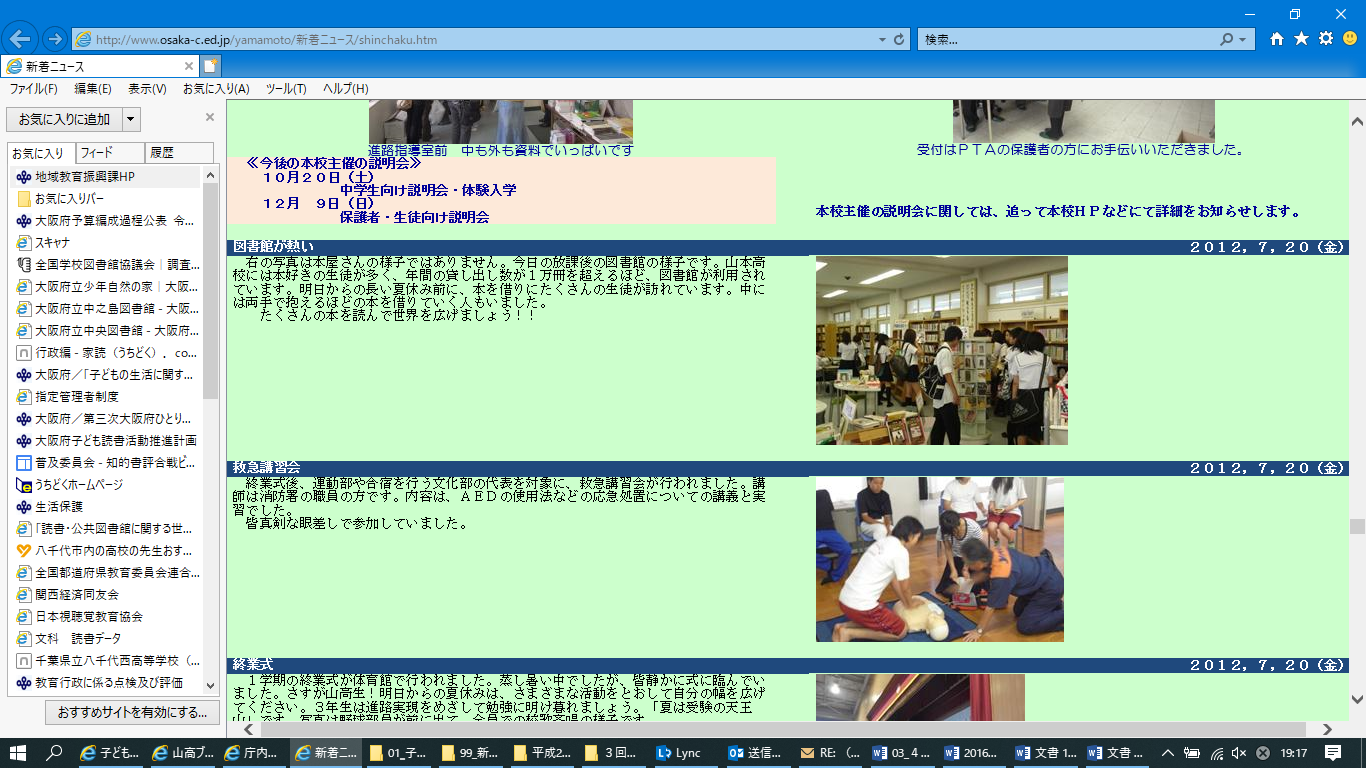 http://www.osaka-c.ed.jp/yamamoto/新着ニュース/shinchaku.htm
検索...
新着ニュース
ファイル(F) 編集(E) 表示(V) お気に入り(A) ツール(T) ヘルプ(H)
お気に入りに追加
お気に入り フィード 履歴
地域教育振興課HP
お気に入りバー
大阪府予算編成過程公表 令...
スキャナ
全国学校図書館協議会｜調査...
大阪府立少年自然の家｜大阪...
大阪府立中之島図書館 - 大阪...
大阪府立中央図書館 - 大阪府...
行政編 - 家読（うちどく）. co...
大阪府／「子どもの生活に関す...
指定管理者制度
大阪府／第三次大阪府ひとり...
大阪府子ども読書活動推進計画
普及委員会 - 知的書評合戦ビ...
うちどくホームページ
生活保護
「読書・公共図書館に関する世...
八千代市内の高校の先生おす...
全国都道府県教育委員会連合...
関西経済同友会
日本視聴覚教育協会
文科　読書データ
千葉県立八千代西高等学校（...
教育行政に係る点検及び評価
おすすめサイトを有効にする...
進路指導室前　中も外も資料でいっぱいです
受付はＰＴＡの保護者の方にお手伝いいただきました。
≪今後の本校主催の説明会≫
１０月２０日（土）
中学生向け説明会・体験入学
１２月　９日（日）
保護者・生徒向け説明会
本校主催の説明会に関しては、追って本校ＨＰなどにて詳細をお知らせします。
図書館が熱い ２０１２，７，２０（金）
右の写真は本屋さんの様子ではありません。今日の放課後の図書館の様子です。山本高
校には本好きの生徒が多く、年間の貸し出し数が１万冊を超えるほど、図書館が利用され
ています。明日からの長い夏休み前に、本を借りにたくさんの生徒が訪れています。中に
は両手で抱えるほどの本を借りていく人もいました。
たくさんの本を読んで世界を広げましょう！！
救急講習会 ２０１２，７，２０（金）
終業式後、運動部や合宿を行う文化部の代表を対象に、救急講習会が行われました。講
師は消防署の職員の方です。内容は、ＡＥＤの使用法などの応急処置についての講義と実
習でした。
皆真剣な眼差しで参加していました。
終業式 ２０１２，７，２０（金）
１学期の終業式が体育館で行われました。蒸し暑い中でしたが、皆静かに式に臨んでい
ました。さすが山高生！明日からの夏休みは、さまざまな活動をとおして自分の幅を広げ
てください。３年生は進路実現をめざして勉強に明け暮れましょう。「夏は受験の天王
山」です。写真は野球部員が前に出て、全員での校歌斉唱の様子です。
子ども... 山高ブ... 庁内... 新着ニ... 01_子... 99_新... 平成2... 3 回... Lync 送信... RE: （... 03_4 ... 2016... 文書 1... 文書 ... 19:17